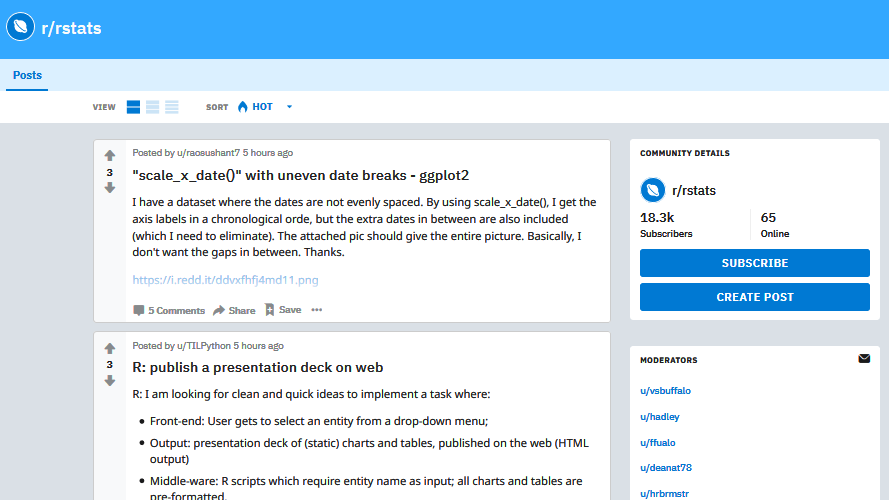 r/rstats
Posts
VIEW
SORT HOT
Posted by u/raosushant7 5 hours ago
3
"scale_x_date()" with uneven date breaks - ggplot2
I have a dataset where the dates are not evenly spaced. By using scale_x_date(), I get the
axis labels in a chronological orde, but the extra dates in between are also included
(which I need to eliminate). The attached pic should give the entire picture. Basically, I
don't want the gaps in between. Thanks.
https://i.redd.it/ddvxfhfj4md11.png
5 Comments Share Save
Posted by u/TILPython 5 hours ago
3
R: publish a presentation deck on web
R: I am looking for clean and quick ideas to implement a task where:
• Front-end: User gets to select an entity from a drop-down menu;
• Output: presentation deck of (static) charts and tables, published on the web (HTML
output)
• Middle-ware: R scripts which require entity name as input; all charts and tables are
pre-formatted.
COMMUNITY DETAILS
r/rstats
18.3k 65
Subscribers Online
SUBSCRIBE
CREATE POST
MODERATORS
u/vsbuffalo
u/hadley
u/ffualo
u/deanat78
u/hrbrmstr